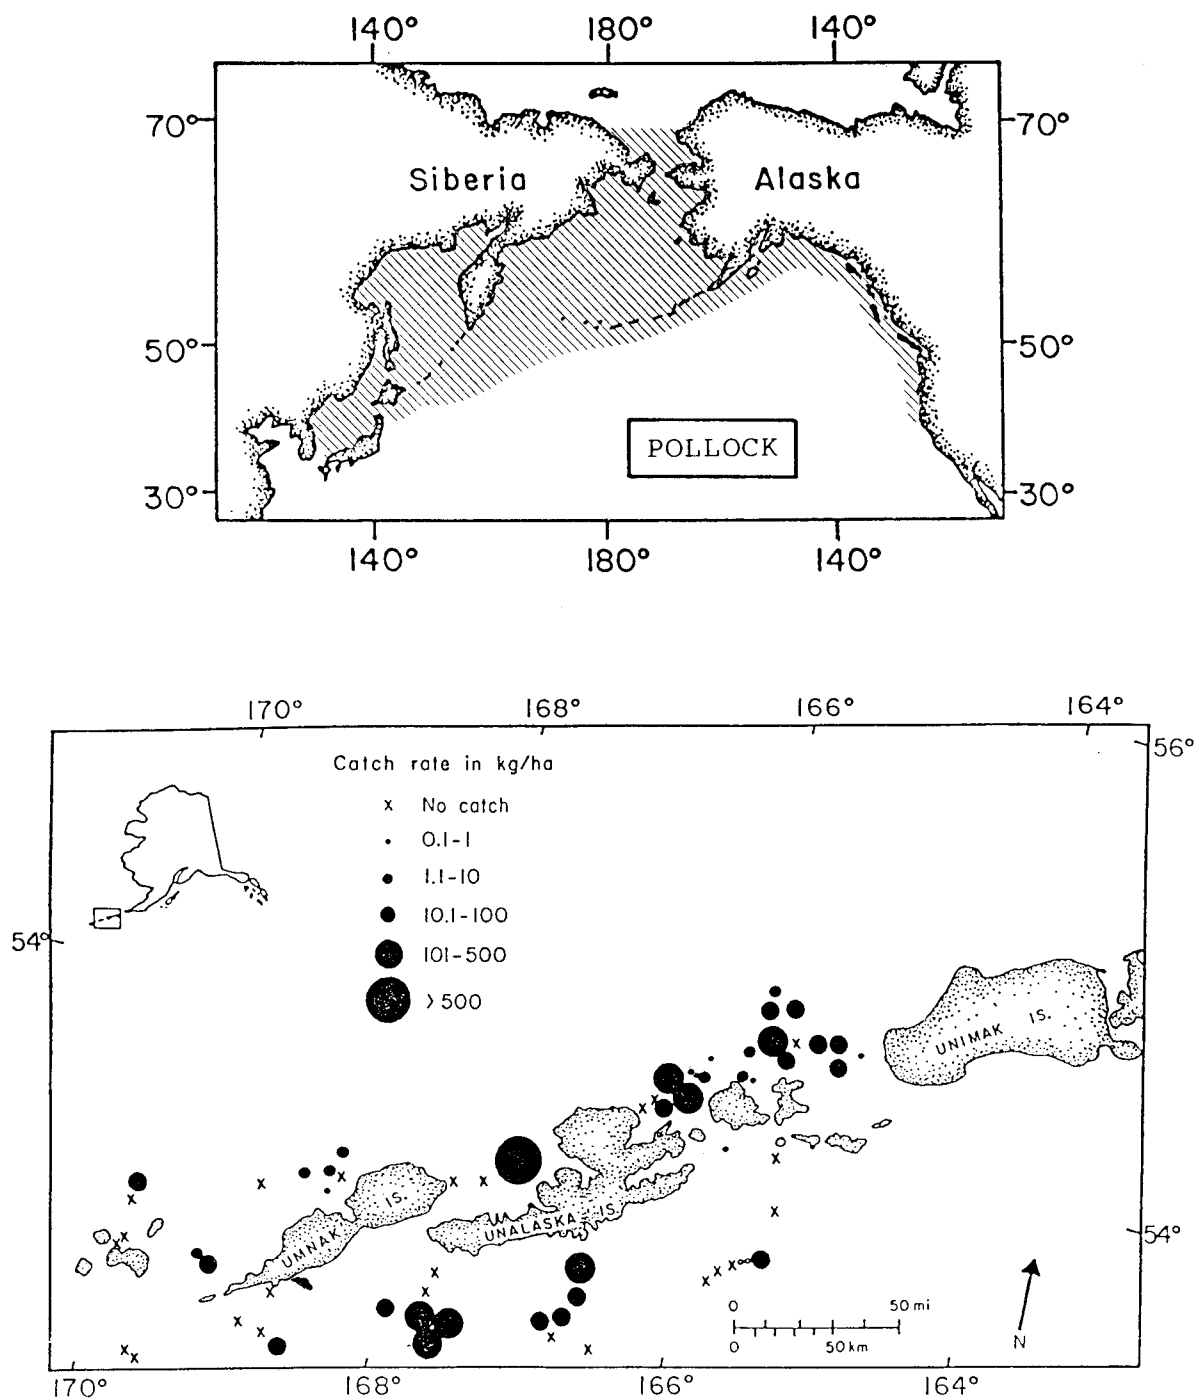 140° 180° 140°
70° 70°
Siberia Alaska
50° 50°
POLLOCK
30° 30°
140° 180° 140°
170° 168° 166° 164°
56°
Catch rate in kg/ha
x No catch
0.1-1
1.1-10
10.1-100
54°
101-500
>500
UNIMAK IS.
UMNAK IS.
UNALASKA IS.
54°
0 50 mi
0 50 km
N
170° 168° 166° 164°